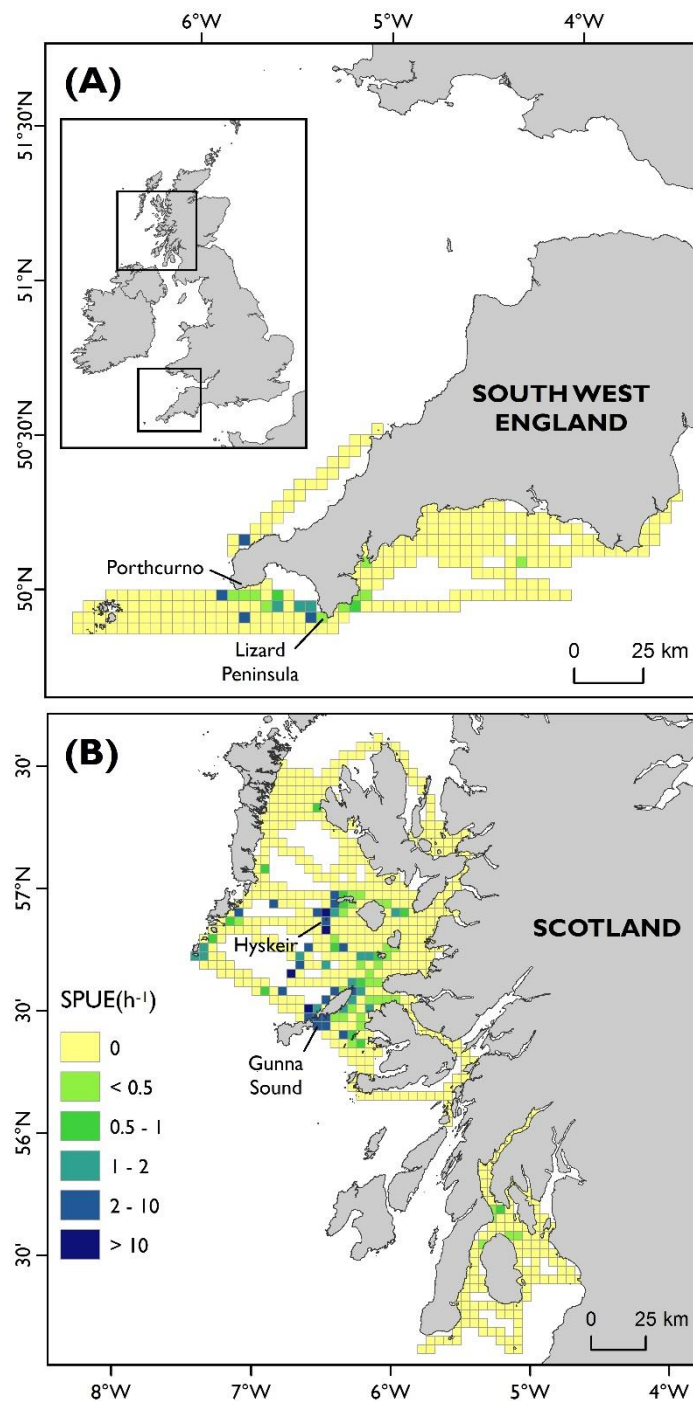 6°W 5°W 4°W
(A)
51°30'N
51°N
50°30'N
50°N
SOUTH WEST
ENGLAND
Porthcurno
Lizard
Peninsula
0 25 km
(B)
30'
57°N
30'
56°N
30'
SCOTLAND
Hyskeir
Gunna
Sound
SPUE(h⁻¹)
0
< 0.5
0.5 - 1
1 - 2
2 - 10
> 10
0 25 km
8°W 7°W 6°W 5°W 4°W